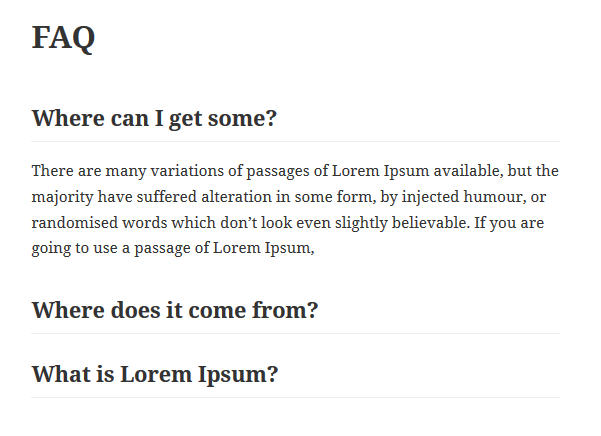 FAQ
Where can I get some?
There are many variations of passages of Lorem Ipsum available, but the
majority have suffered alteration in some form, by injected humour, or
randomised words which don’t look even slightly believable. If you are
going to use a passage of Lorem Ipsum,
Where does it come from?
What is Lorem Ipsum?